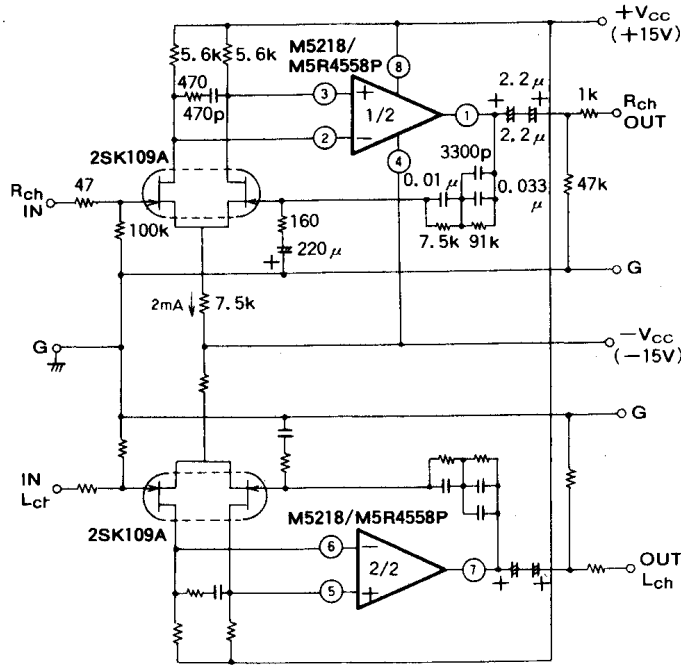 +VCC
(+15V)
5.6k
5.6k
M5218/
M5R4558P
8
470
470p
3
+
1/2
1
2
−
4
+
2.2μ
+
2.2μ
1k
Rch
OUT
2SK109A
3300p
0.01μ
0.033
μ
47k
Rch
IN
47
100k
160
+
220μ
7.5k
91k
G
2mA
7.5k
G
−VCC
(−15V)
G
IN
Lch
2SK109A
M5218/M5R4558P
6
−
2/2
7
5
+
+
+
OUT
Lch